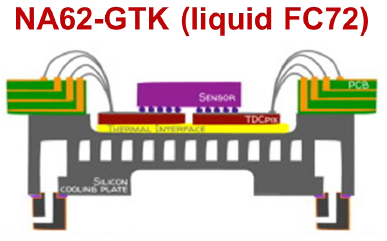 NA62-GTK (liquid FC72)
SENSOR
PCB
TDCPIX
THERMAL INTERFACE
SILICON
COOLING PLATE